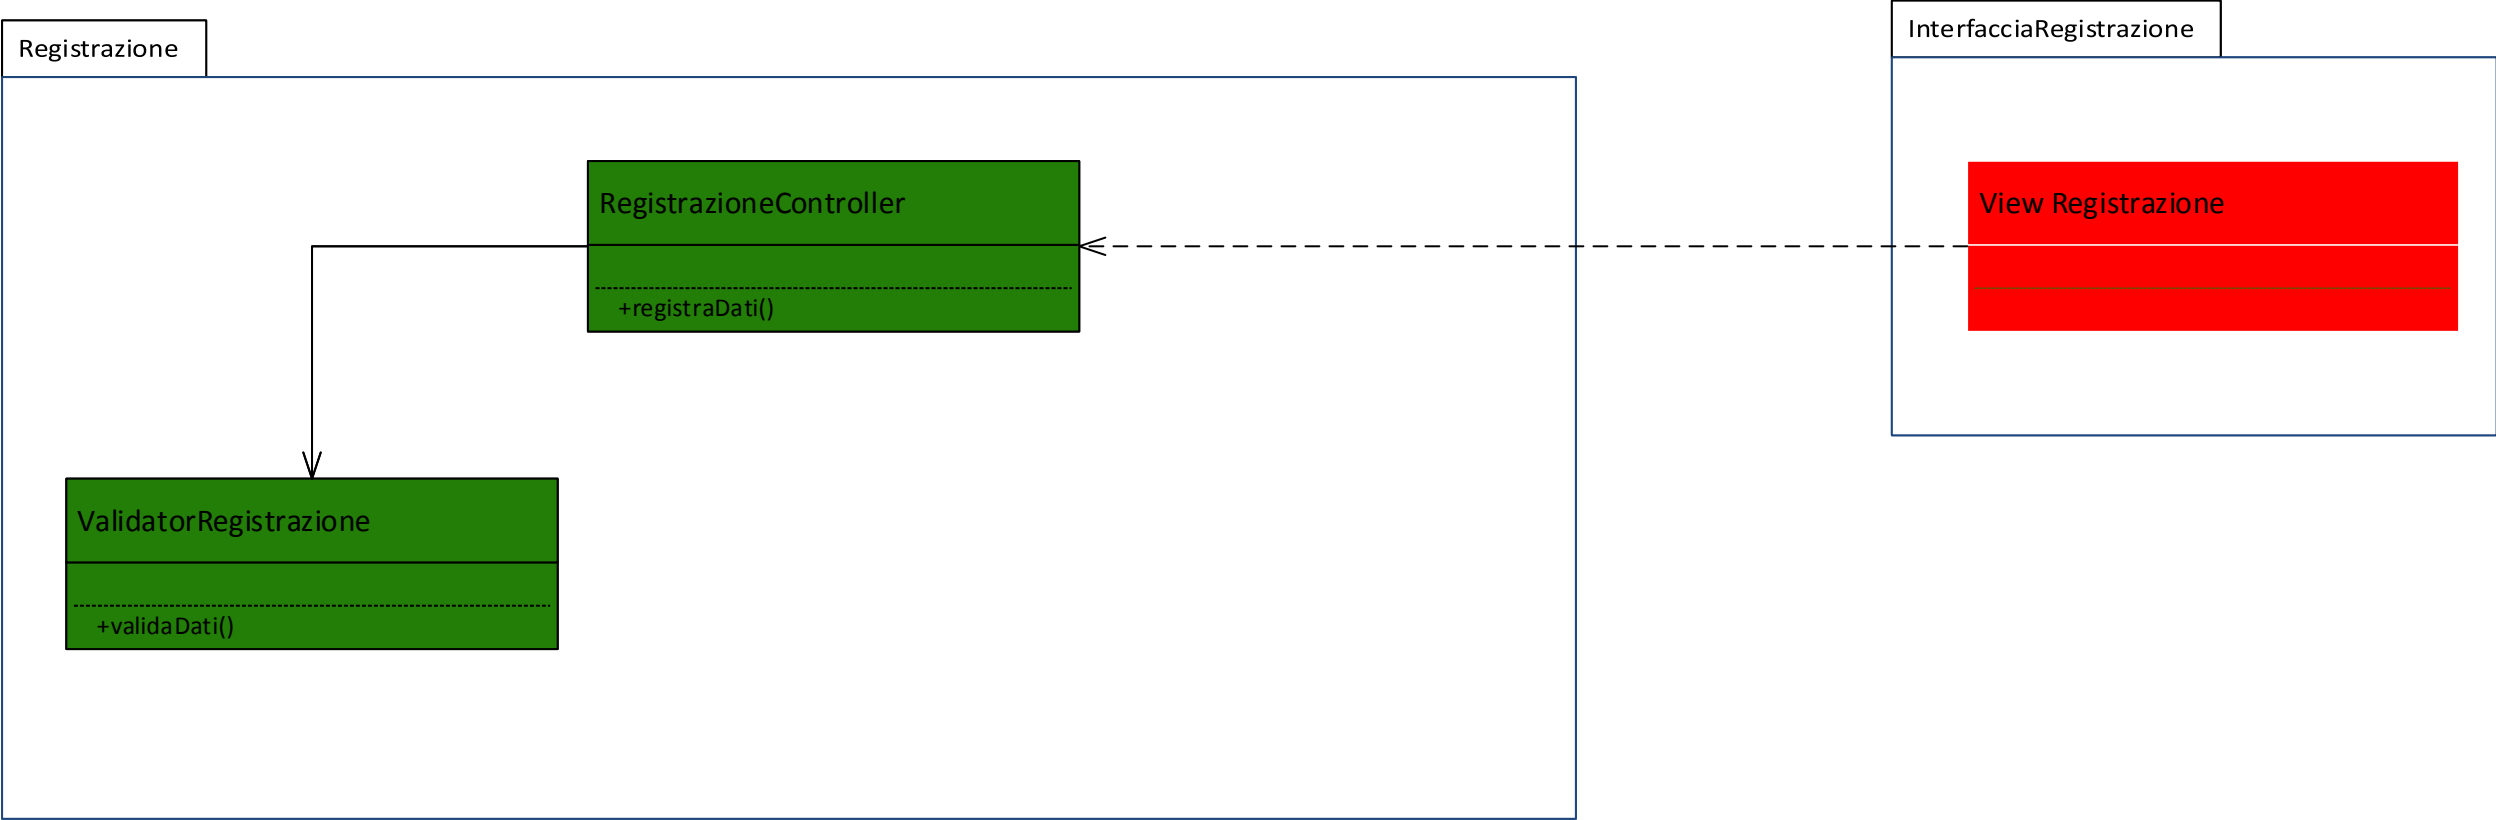 Registrazione
InterfacciaRegistrazione
RegistrazioneController
+registraDati()
View Registrazione
ValidatorRegistrazione
+validaDati()